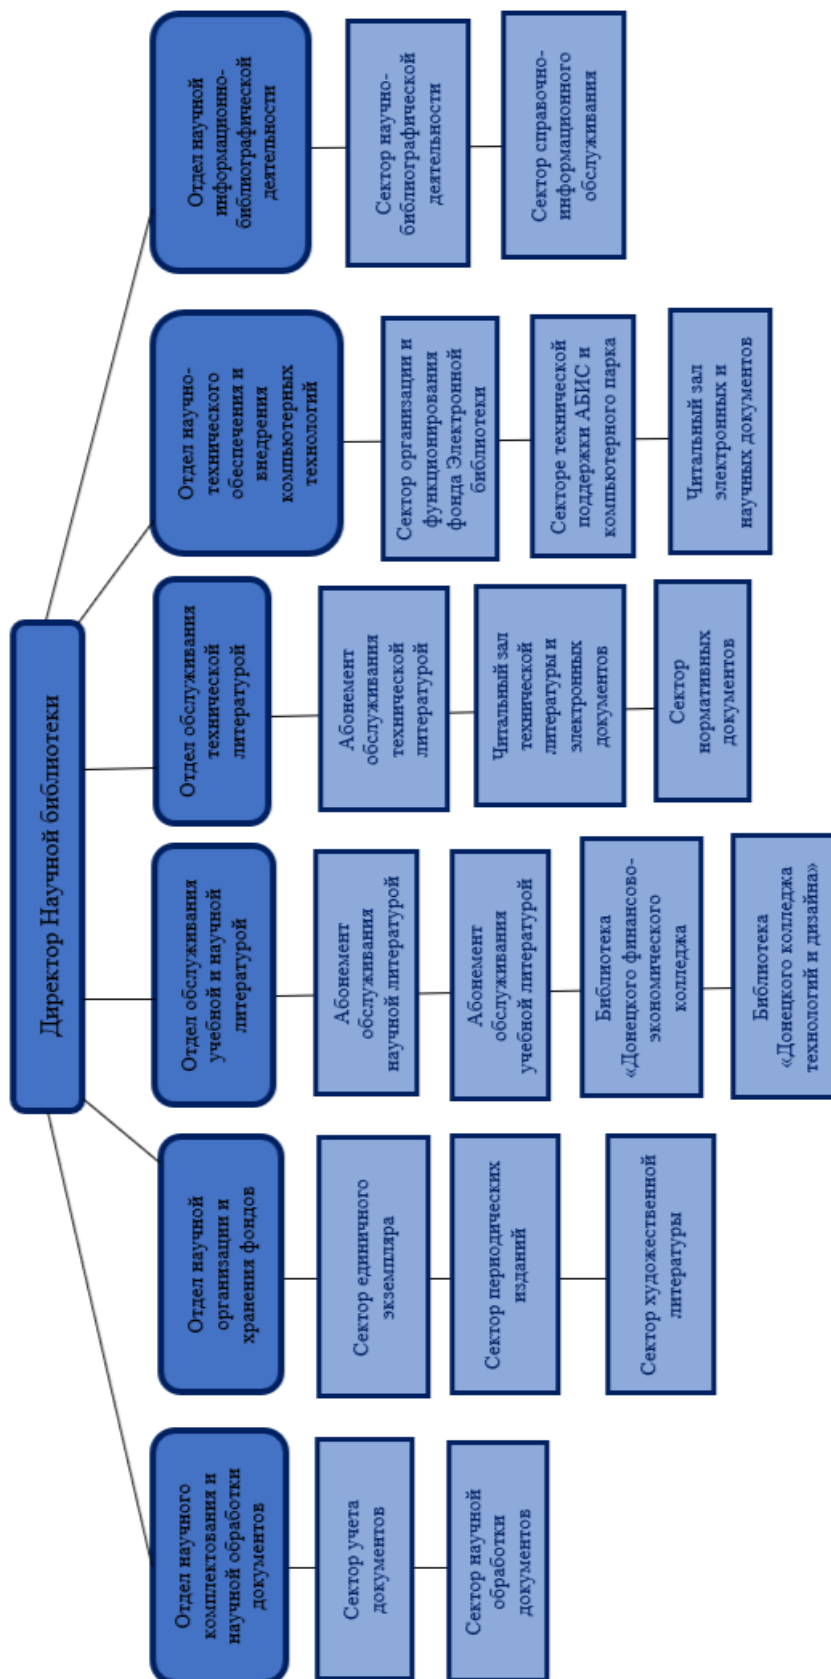 Директор Научной библиотеки
Отдел научного
комплектования и
научной обработки
документов
Сектор учета
документов
Сектор научной
обработки
документов
Отдел научной
организации и
хранения фондов
Сектор единичного
экземпляра
Сектор периодических
изданий
Сектор художественной
литературы
Отдел обслуживания
учебной и научной
литературой
Абонемент
обслуживания
научной литературой
Абонемент
обслуживания
учебной литературой
Библиотека
«Донецкого финансово-
экономического
колледжа
Библиотека
«Донецкого колледжа
технологий и дизайна»
Отдел обслуживания
технической
литературой
Абонемент
обслуживания
технической
литературой
Читальный зал
технической
литературы и
электронных
документов
Сектор
нормативных
документов
Отдел научно-
технического
обеспечения и
внедрения
компьютерных
технологий
Сектор организации и
функционирования
фонда Электронной
библиотеки
Секторе технической
поддержки АБИС и
компьютерного парка
Читальный зал
электронных и
научных документов
Отдел научной
информационно-
библиографической
деятельности
Сектор научно-
библиографической
деятельности
Сектор справочно-
информационного
обслуживания